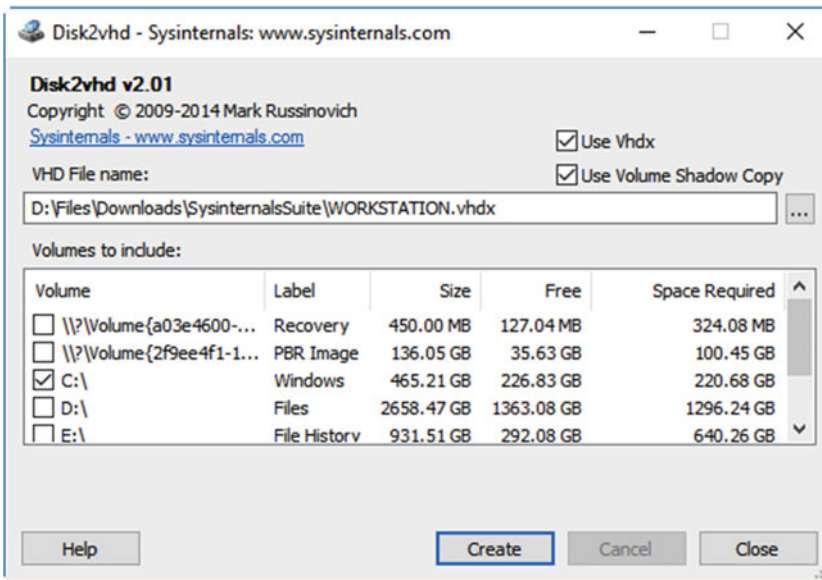 Disk2vhd - Sysinternals: www.sysinternals.com
Disk2vhd v2.01
Copyright © 2009-2014 Mark Russinovich
Sysinternals - www.sysinternals.com
Use Vhdx
VHD File name:
Use Volume Shadow Copy
D:\Files\Downloads\SysinternalsSuite\WORKSTATION.vhdx
...
Volumes to include:
Volume Label Size Free Space Required
\\?\Volume{a03e4600-... Recovery 450.00 MB 127.04 MB 324.08 MB
\\?\Volume{2f9ee4f1-1... PBR Image 136.05 GB 35.63 GB 100.45 GB
C:\ Windows 465.21 GB 226.83 GB 220.68 GB
D:\ Files 2658.47 GB 1363.08 GB 1296.24 GB
E:\ File History 931.51 GB 292.08 GB 640.26 GB
Help Create Cancel Close